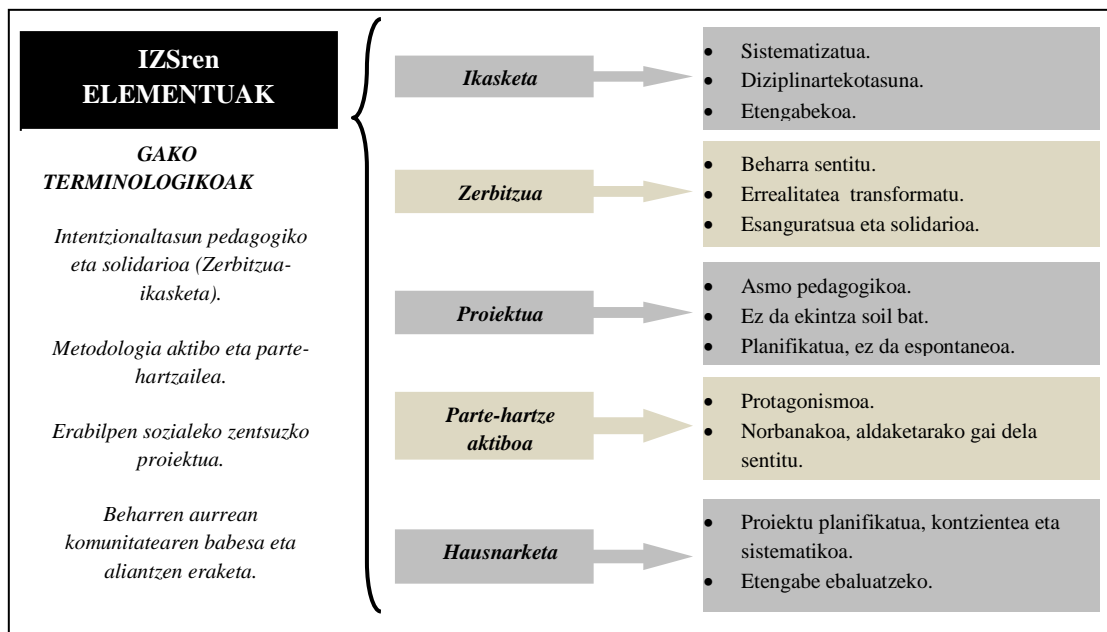 IZSren
ELEMENTUAK
GAKO
TERMINOLOGIKOAK
Intentzionaltasun pedagogiko
eta solidarioa (Zerbitzua-
ikasketa).
Metodologia aktibo eta parte-
hartzailea.
Erabilpen sozialeko zentsuzko
proiektua.
Beharren aurrean
komunitatearen babesa eta
aliantzen eraketa.
Ikasketa
• Sistematizatua.
• Diziplinartekotasuna.
• Etengabekoa.
Zerbitzua
• Beharra sentitu.
• Errealitatea transformatu.
• Esanguratsua eta solidarioa.
Proiektua
• Asmo pedagogikoa.
• Ez da ekintza soil bat.
• Planifikatua, ez da espontaneoa.
Parte-hartze
aktiboa
• Protagonismoa.
• Norbanakoa, aldaketarako gai dela
sentitu.
Hausnarketa
• Proiektu planifikatua, kontzientea eta
sistematikoa.
• Etengabe ebaluatzeko.